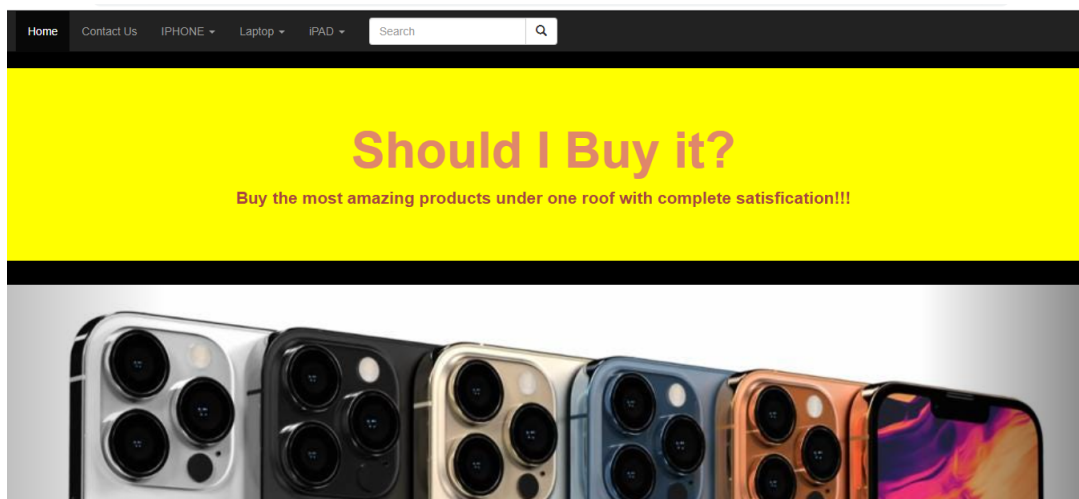 Home Contact Us IPHONE Laptop iPAD Search
Should I Buy it?
Buy the most amazing products under one roof with complete satisfication!!!